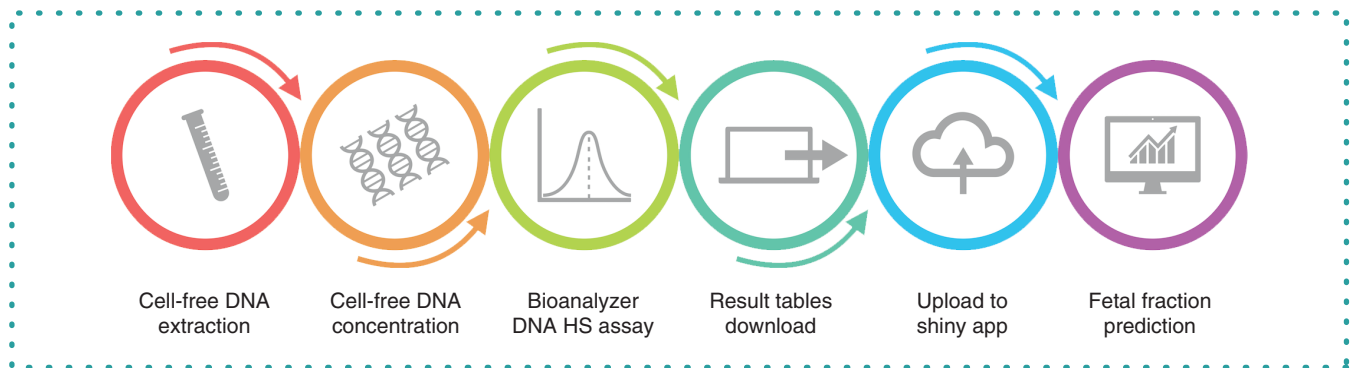 Cell-free DNA
extraction
Cell-free DNA
concentration
Bioanalyzer
DNA HS assay
Result tables
download
Upload to
shiny app
Fetal fraction
prediction